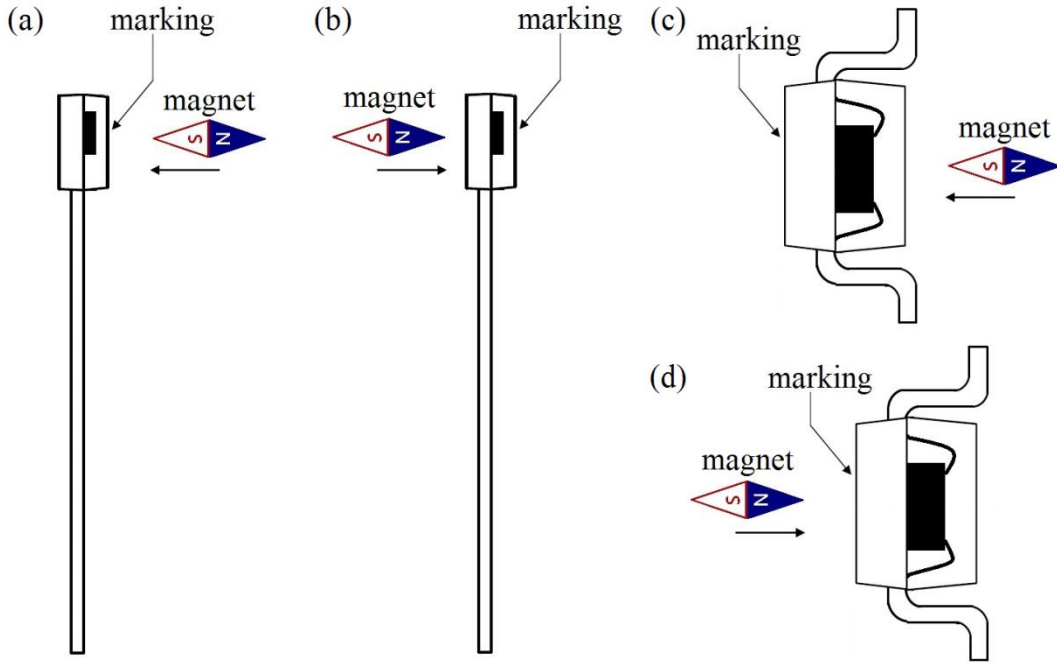 (a)
marking
magnet
S N
(b)
marking
magnet
S N
(c)
marking
magnet
S N
(d)
marking
magnet
S N